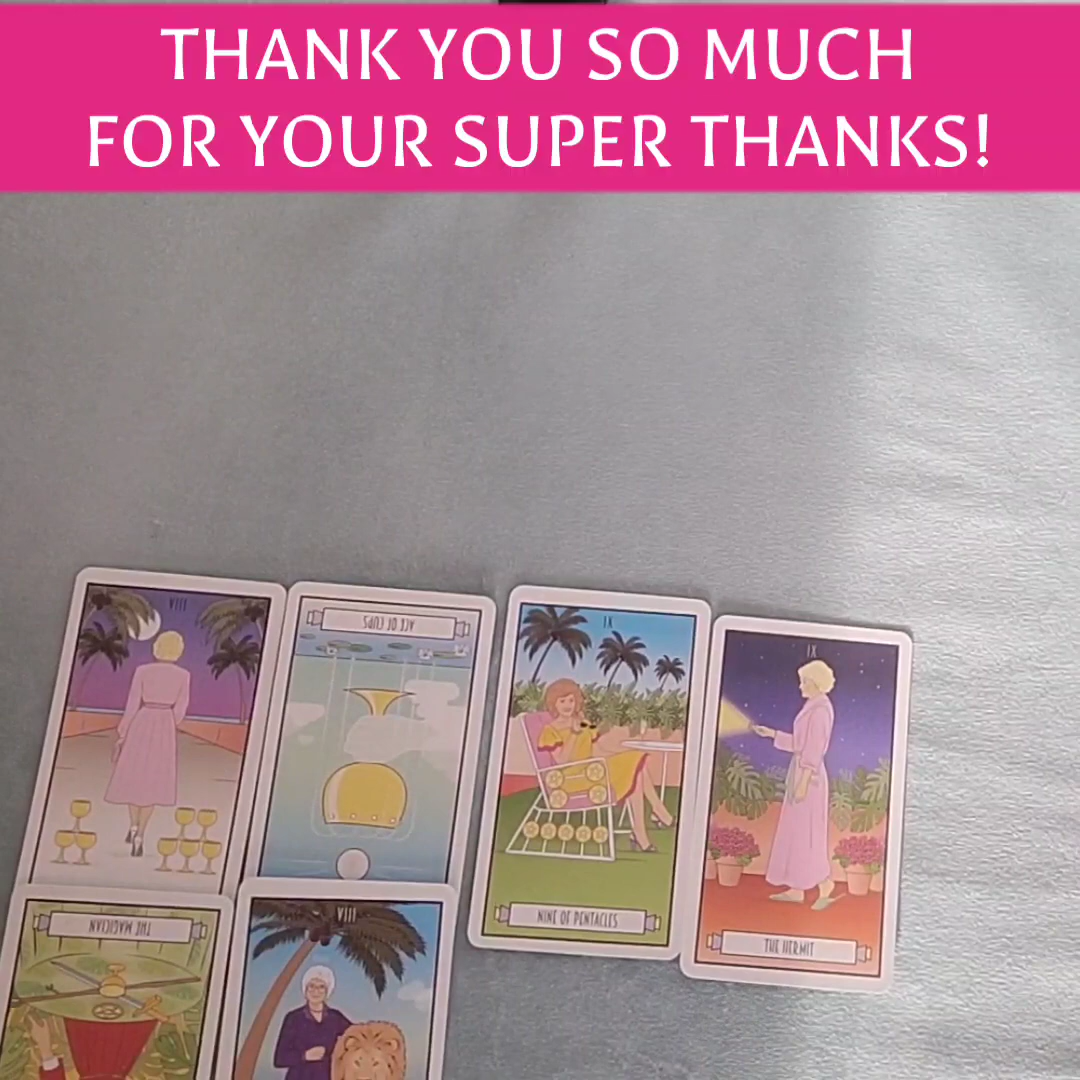 THANK YOU SO MUCH
FOR YOUR SUPER THANKS!
VIII
ACE OF CUPS
IX
NINE OF PENTACLES
IX
THE HERMIT
THE MAGICIAN
VIII